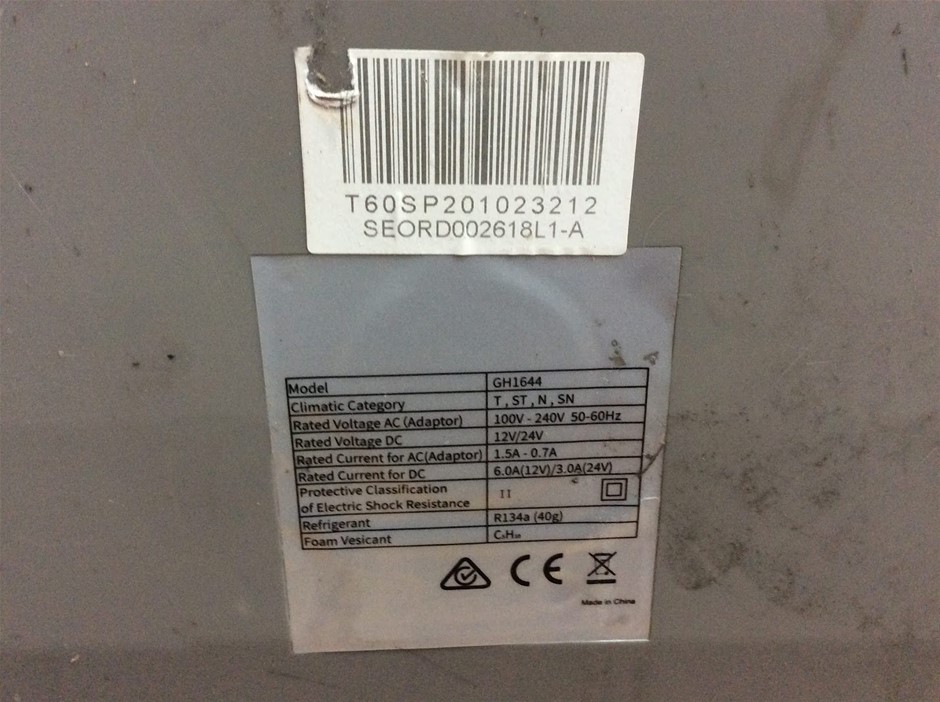 T60SP201023212
SEORD002618L1-A
Model GH1644
Climatic Category T , ST , N , SN
Rated Voltage AC (Adaptor) 100V - 240V 50-60Hz
Rated Voltage DC 12V/24V
Rated Current for AC(Adaptor) 1.5A - 0.7A
Rated Current for DC 6.0A(12V)/3.0A(24V)
Protective Classification
of Electric Shock Resistance II
Refrigerant R134a (40g)
Foam Vesicant C₅H₁₀
CE
Made in China